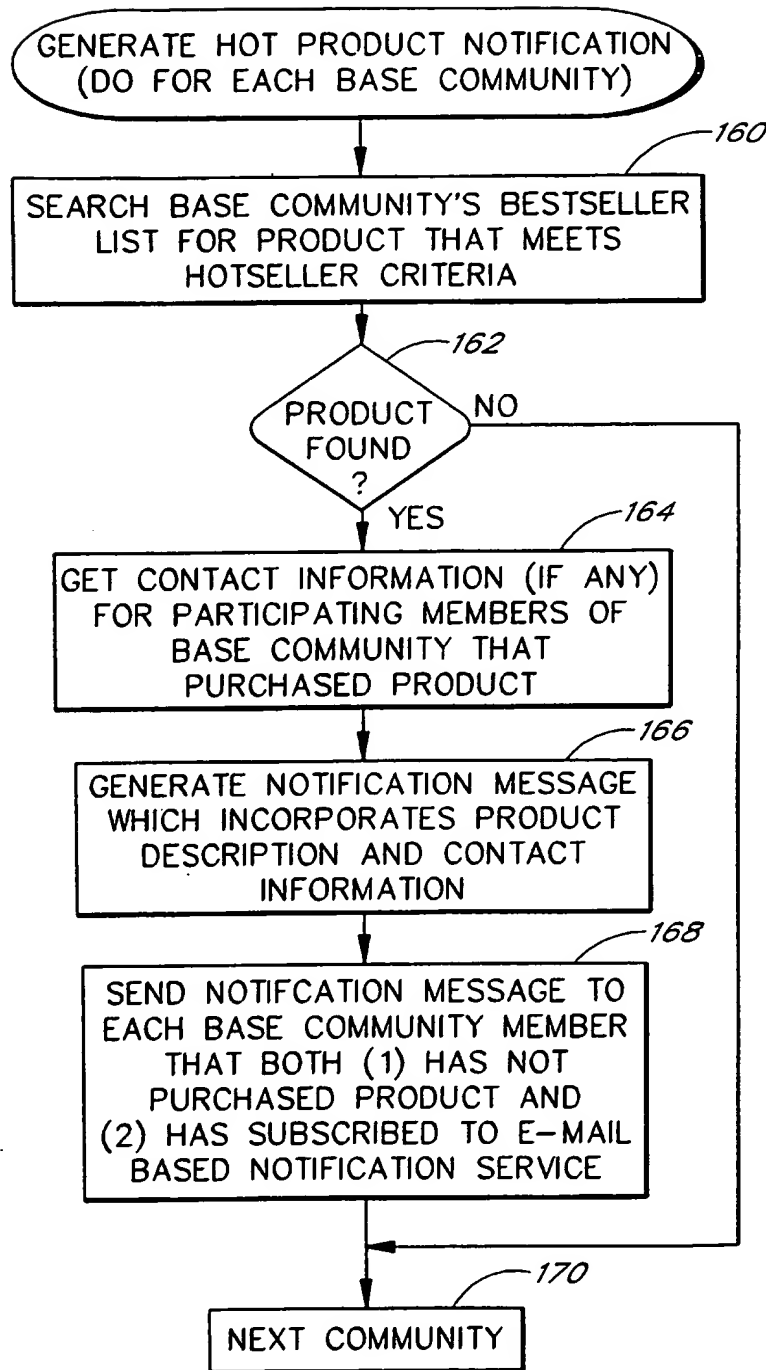 GENERATE HOT PRODUCT NOTIFICATION
(DO FOR EACH BASE COMMUNITY)
160
SEARCH BASE COMMUNITY'S BESTSELLER
LIST FOR PRODUCT THAT MEETS
HOTSELLER CRITERIA
162
PRODUCT
FOUND
?
NO
YES
164
GET CONTACT INFORMATION (IF ANY)
FOR PARTICIPATING MEMBERS OF
BASE COMMUNITY THAT
PURCHASED PRODUCT
166
GENERATE NOTIFICATION MESSAGE
WHICH INCORPORATES PRODUCT
DESCRIPTION AND CONTACT
INFORMATION
168
SEND NOTIFCATION MESSAGE TO
EACH BASE COMMUNITY MEMBER
THAT BOTH (1) HAS NOT
PURCHASED PRODUCT AND
(2) HAS SUBSCRIBED TO E-MAIL
BASED NOTIFICATION SERVICE
170
NEXT COMMUNITY